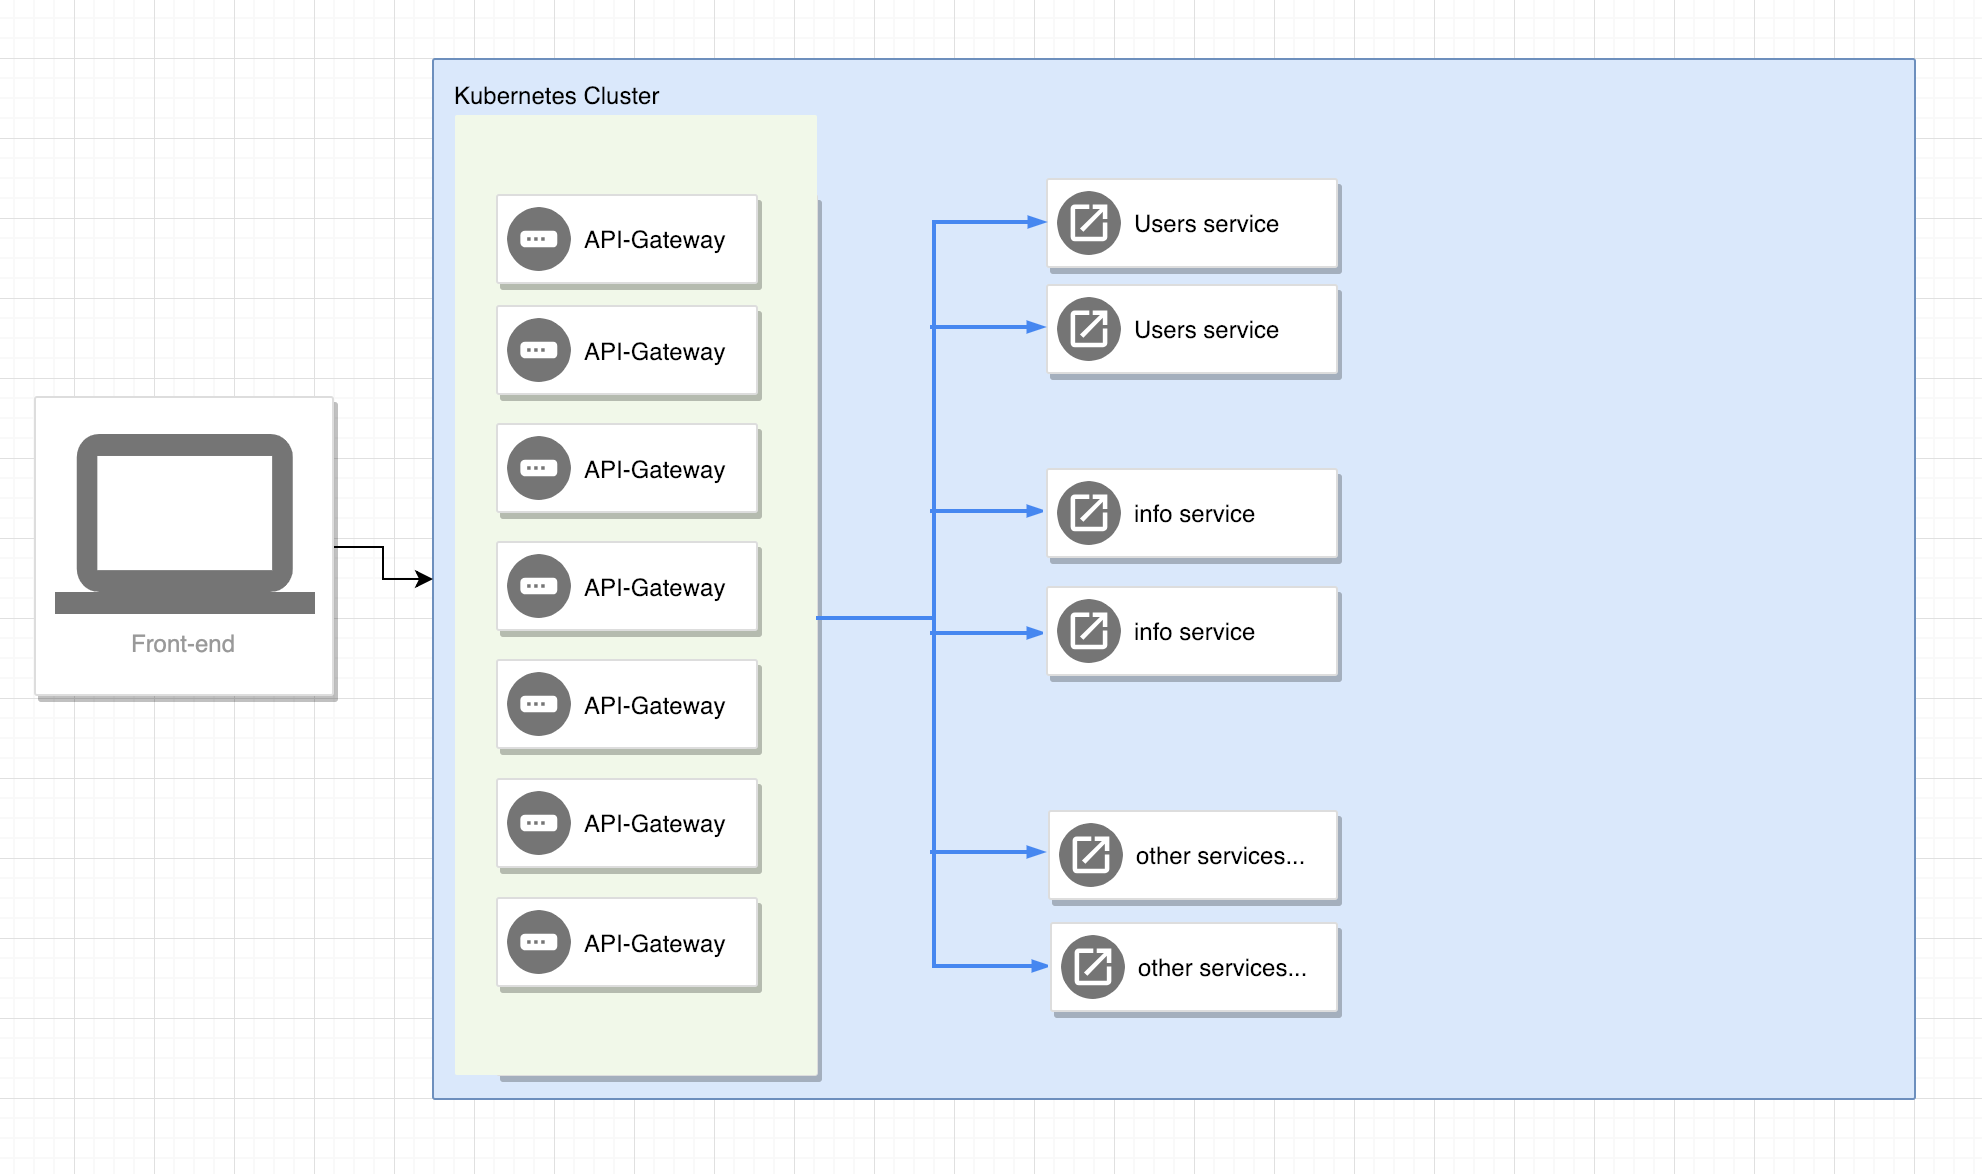 Kubernetes Cluster
API-Gateway
API-Gateway
API-Gateway
API-Gateway
API-Gateway
API-Gateway
API-Gateway
Front-end
Users service
Users service
info service
info service
other services...
other services...